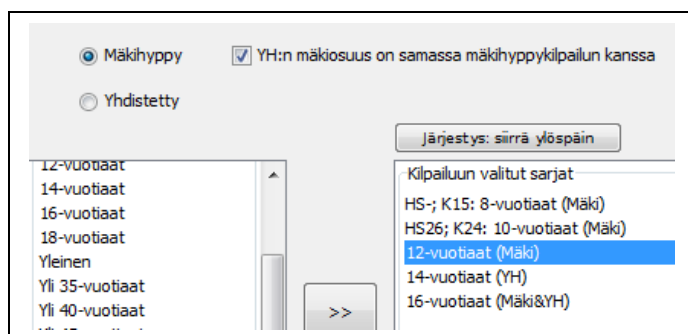 Mäkihyppy
YH:n mäkiosuus on samassa mäkihyppykilpailun kanssa
Yhdistetty
Järjestys: siirrä ylöspäin
12-vuotiaat
14-vuotiaat
16-vuotiaat
18-vuotiaat
Yleinen
Yli 35-vuotiaat
Yli 40-vuotiaat
>>
Kilpailuun valitut sarjat
HS-; K15: 8-vuotiaat (Mäki)
HS26; K24: 10-vuotiaat (Mäki)
12-vuotiaat (Mäki)
14-vuotiaat (YH)
16-vuotiaat (Mäki&YH)